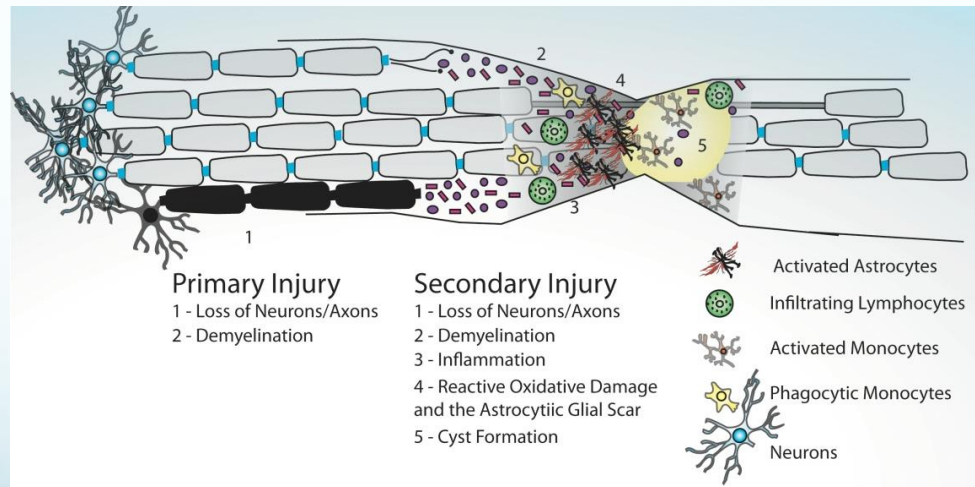 2
4
5
3
1
Primary Injury
1 - Loss of Neurons/Axons
2 - Demyelination
Secondary Injury
1 - Loss of Neurons/Axons
2 - Demyelination
3 - Inflammation
4 - Reactive Oxidative Damage
and the Astrocytiic Glial Scar
5 - Cyst Formation
Activated Astrocytes
Infiltrating Lymphocytes
Activated Monocytes
Phagocytic Monocytes
Neurons